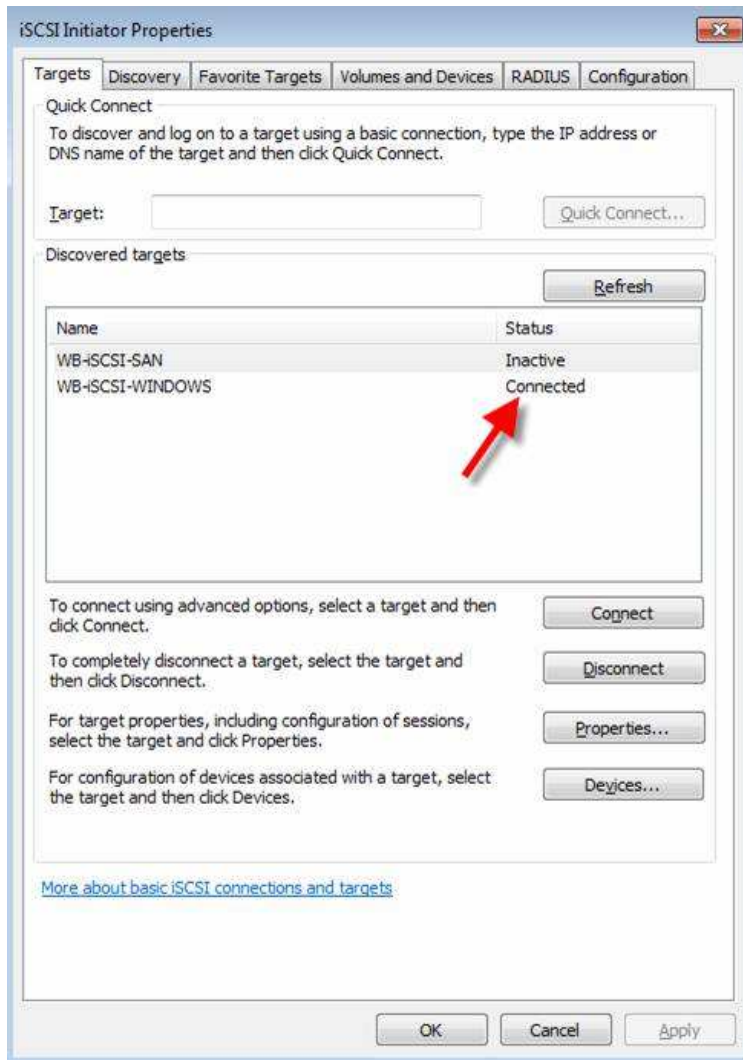 iSCSI Initiator Properties
Targets Discovery Favorite Targets Volumes and Devices RADIUS Configuration
Quick Connect
To discover and log on to a target using a basic connection, type the IP address or
DNS name of the target and then click Quick Connect.
Target:
Quick Connect...
Discovered targets
Refresh
Name Status
WB-iSCSI-SAN Inactive
WB-iSCSI-WINDOWS Connected
To connect using advanced options, select a target and then
click Connect.
Connect
To completely disconnect a target, select the target and
then click Disconnect.
Disconnect
For target properties, including configuration of sessions,
select the target and click Properties.
Properties...
For configuration of devices associated with a target, select
the target and then click Devices.
Devices...
More about basic iSCSI connections and targets
OK Cancel Apply